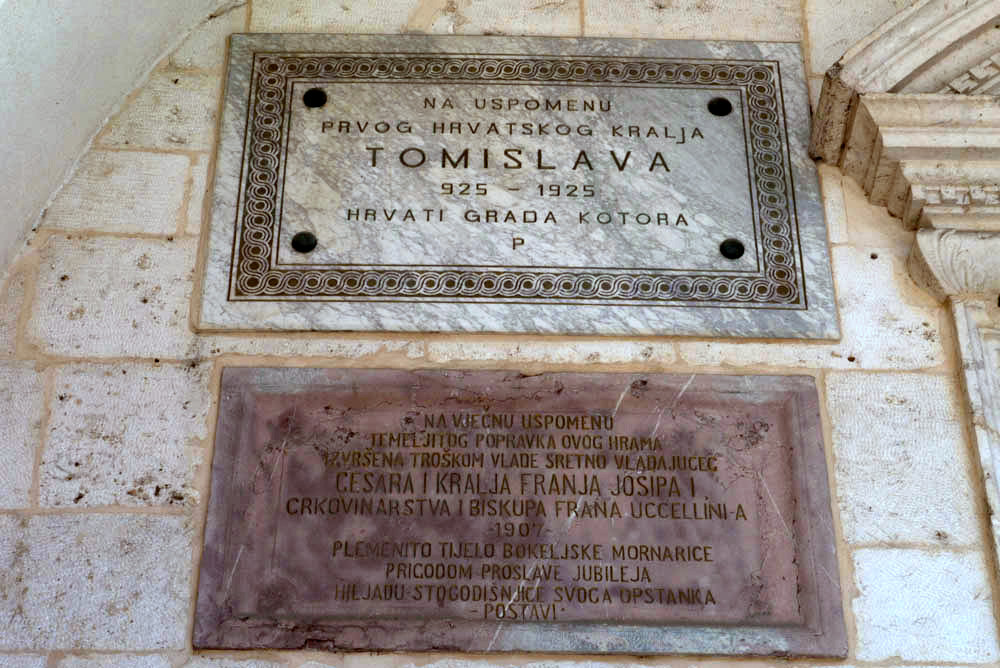 NA USPOMENU
PRVOG HRVATSKOG KRALJA
TOMISLAVA
925 – 1925
HRVATI GRADA KOTORA
P
NA VJEČNU USPOMENU
TEMELJITOG POPRAVKA OVOG HRAMA
IZVRŠENA TROŠKOM VLADE SRETNO VLADAJUĆEG
CESARA I KRALJA FRANJA JOSIPA I
CRKOVINARSTVA I BISKUPA FRANA UCCELLINI-A
-1907-
PLEMENITO TIJELO BOKELJSKE MORNARICE
PRIGODOM PROSLAVE JUBILEJA
HILJADU-STOGODIŠNJICE SVOGA OPSTANKA
-POSTAVI-